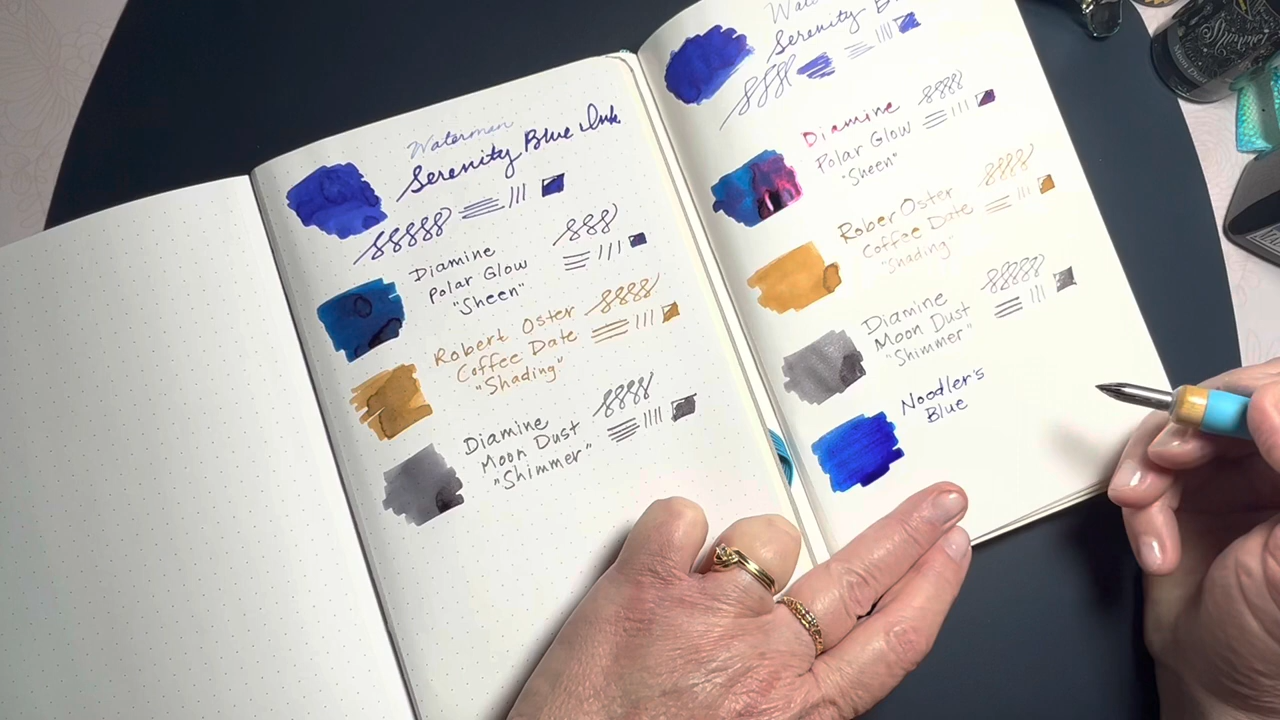 Waterman
Serenity Blue Ink
Diamine
Polar Glow
"Sheen"
Robert Oster
Coffee Date
"Shading"
Diamine
Moon Dust
"Shimmer"
Serenity
Diamine
Polar Glow
"Sheen"
Rober Oster
Coffee Date
"Shading"
Diamine
Moon Dust
"Shimmer"
Noodler's
Blue